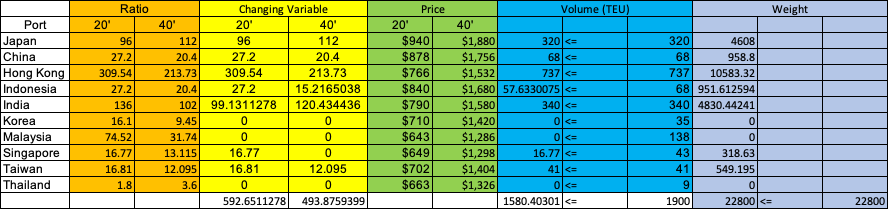 Ratio Changing Variable Price Volume (TEU) Weight
Port 20' 40' 20' 40' 20' 40'
Japan 96 112 96 112 $940 $1,880 320 <= 320 4608
China 27.2 20.4 27.2 20.4 $878 $1,756 68 <= 68 958.8
Hong Kong 309.54 213.73 309.54 213.73 $766 $1,532 737 <= 737 10583.32
Indonesia 27.2 20.4 27.2 15.2165038 $840 $1,680 57.6330075 <= 68 951.612594
India 136 102 99.1311278 120.434436 $790 $1,580 340 <= 340 4830.44241
Korea 16.1 9.45 0 0 $710 $1,420 0 <= 35 0
Malaysia 74.52 31.74 0 0 $643 $1,286 0 <= 138 0
Singapore 16.77 13.115 16.77 0 $649 $1,298 16.77 <= 43 318.63
Taiwan 16.81 12.095 16.81 12.095 $702 $1,404 41 <= 41 549.195
Thailand 1.8 3.6 0 0 $663 $1,326 0 <= 9 0
592.6511278 493.8759399 1580.40301 <= 1900 22800 <= 22800